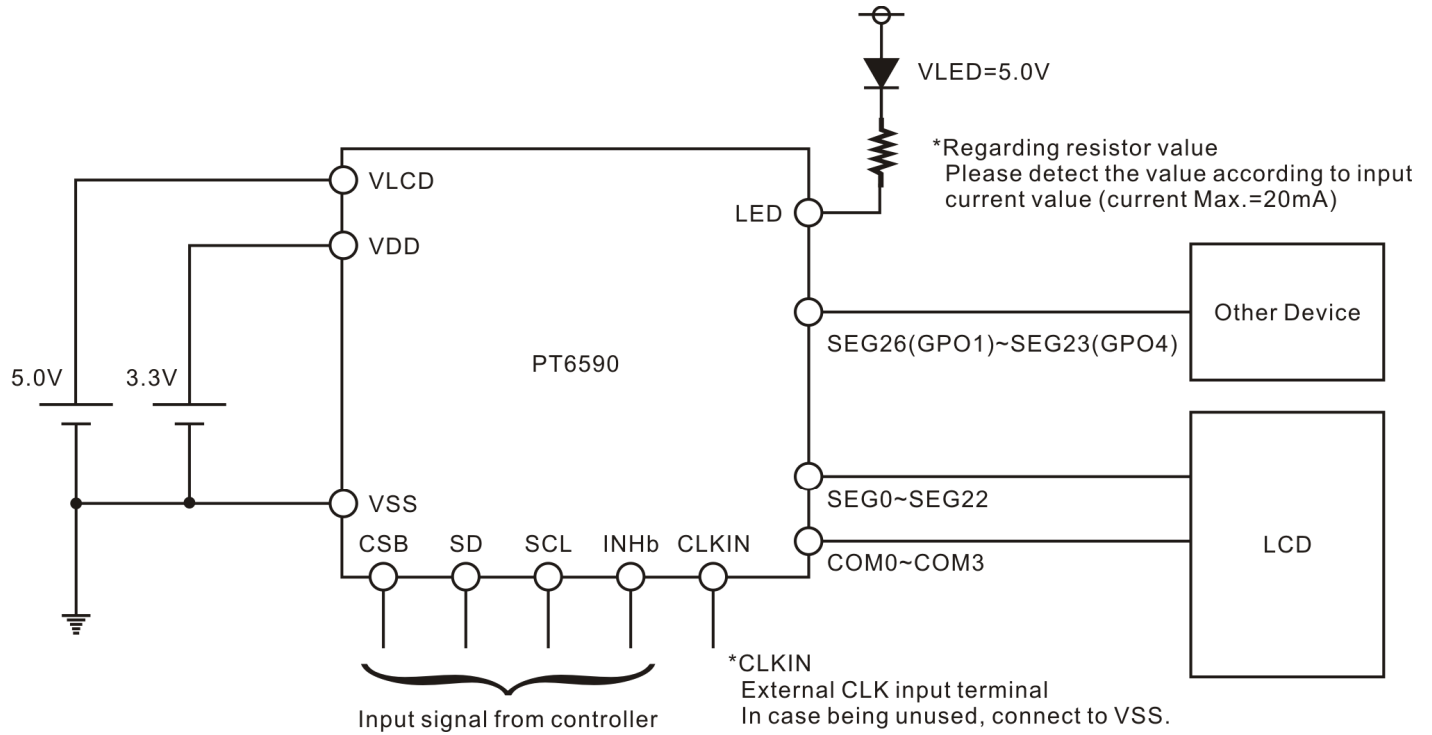 VLED=5.0V
*Regarding resistor value
Please detect the value according to input
current value (current Max.=20mA)
VLCD
LED
VDD
Other Device
SEG26(GPO1)~SEG23(GPO4)
PT6590
5.0V
3.3V
VSS
SEG0~SEG22
CSB
SD
SCL
INHb
CLKIN
LCD
COM0~COM3
*CLKIN
External CLK input terminal
In case being unused, connect to VSS.
Input signal from controller